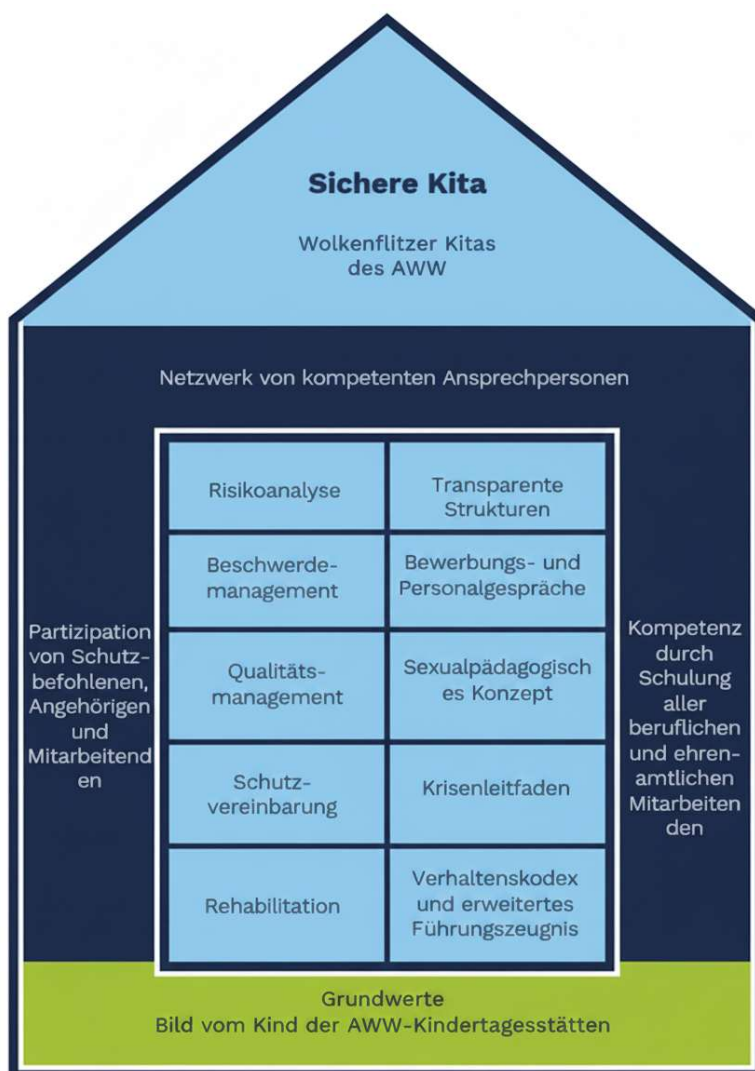 Sichere Kita
Wolkenflitzer Kitas
des AWW
Netzwerk von kompetenten Ansprechpersonen
Partizipation
von Schutz-
befohlenen,
Angehörigen
und
Mitarbeitend
en
Risikoanalyse
Transparente
Strukturen
Beschwerde-
management
Bewerbungs- und
Personalgespräche
Qualitäts-
management
Sexualpädagogisch
es Konzept
Schutz-
vereinbarung
Krisenleitfaden
Rehabilitation
Verhaltenskodex
und erweitertes
Führungszeugnis
Kompetenz
durch
Schulung
aller
beruflichen
und ehren-
amtlichen
Mitarbeiten
den
Grundwerte
Bild vom Kind der AWW-Kindertagesstätten